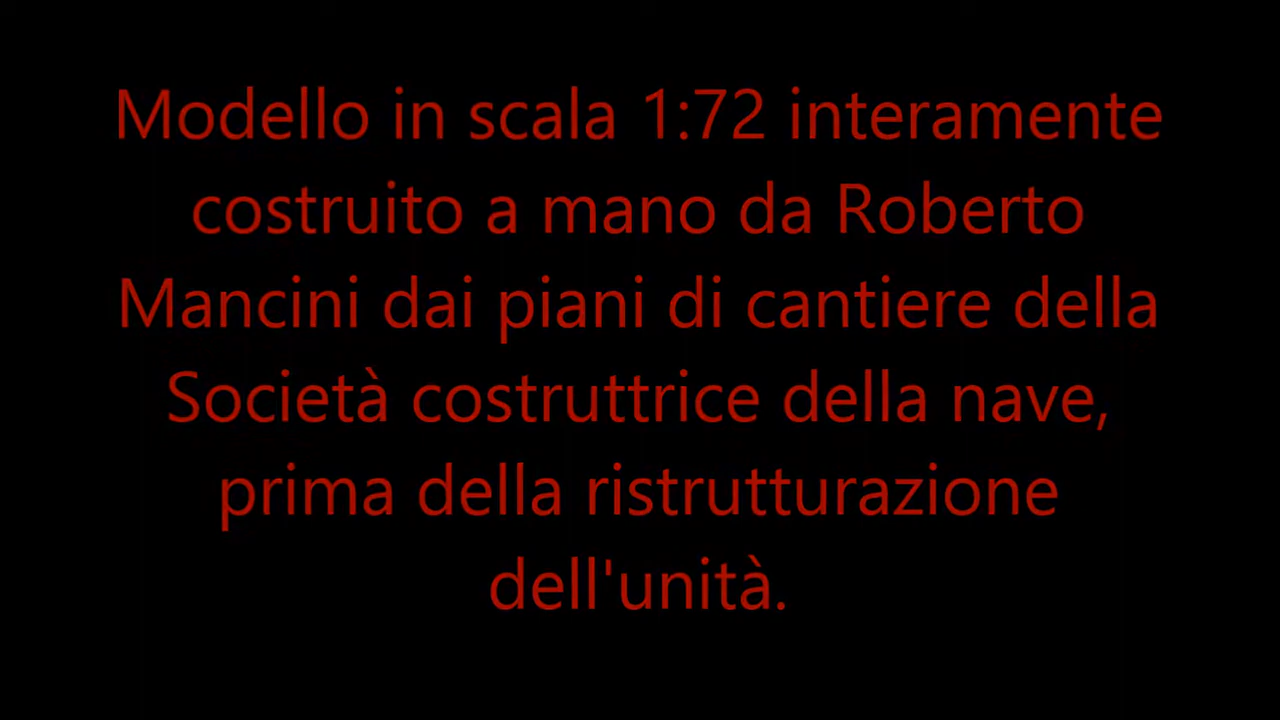 Modello in scala 1:72 interamente
costruito a mano da Roberto
Mancini dai piani di cantiere della
Società costruttrice della nave,
prima della ristrutturazione
dell'unità.